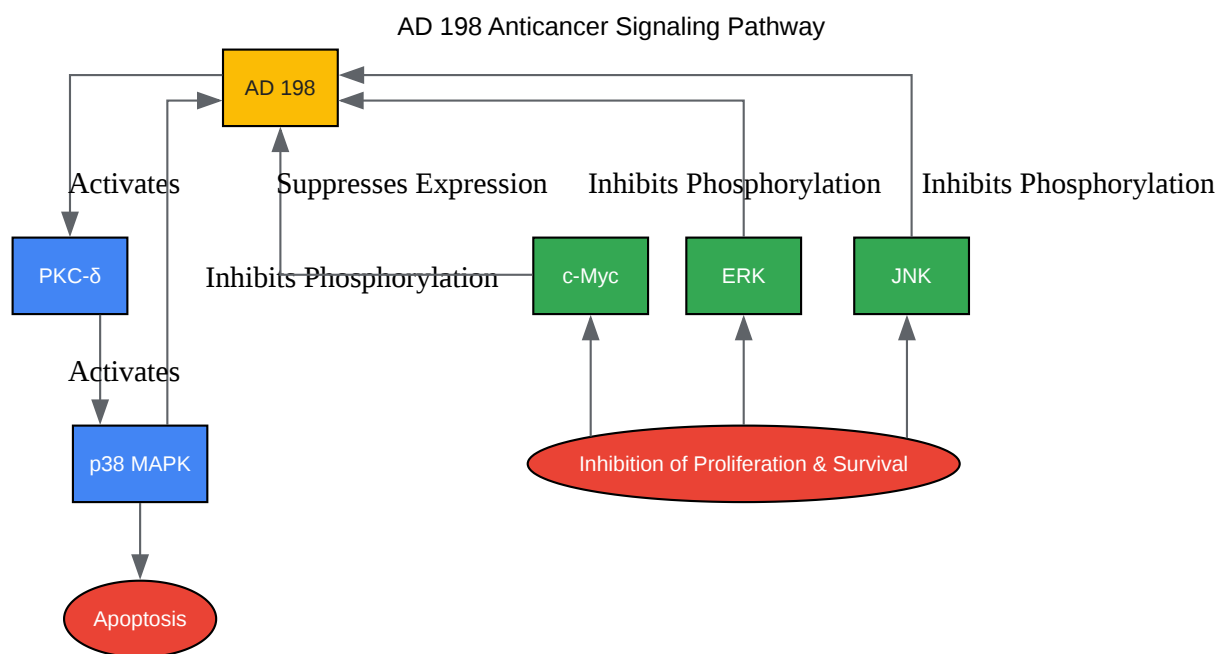 AD 198 Anticancer Signaling Pathway
AD 198
Activates
Suppresses Expression
Inhibits Phosphorylation
Inhibits Phosphorylation
PKC-δ
Inhibits Phosphorylation
c-Myc
ERK
JNK
Activates
p38 MAPK
Inhibition of Proliferation & Survival
Apoptosis